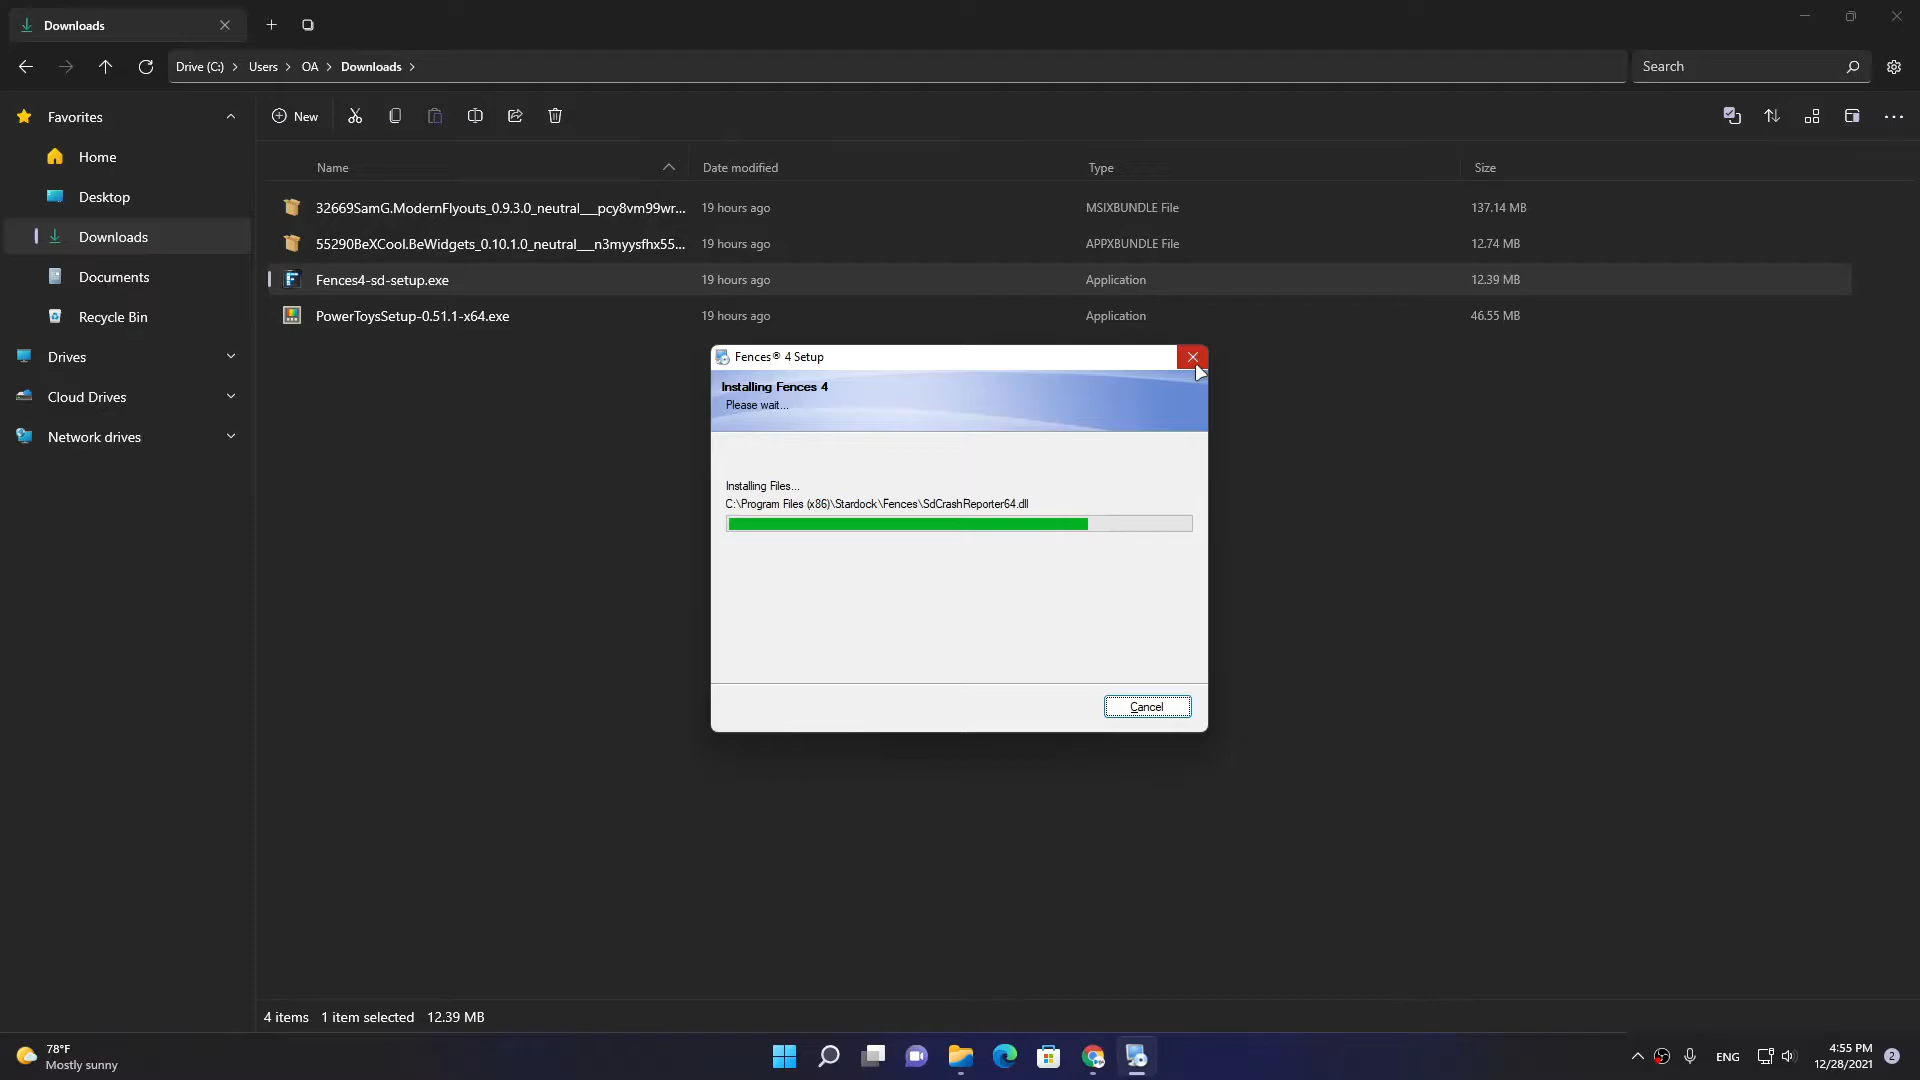 Downloads
Drive (C:) > Users > OA > Downloads >
Search
Favorites
New
Home
Desktop
Downloads
Documents
Recycle Bin
Drives
Cloud Drives
Network drives
Name Date modified Type Size
32669SamG.ModernFlyouts_0.9.3.0_neutral___pcy8vm99wr... 19 hours ago MSIXBUNDLE File 137.14 MB
55290BeXCool.BeWidgets_0.10.1.0_neutral___n3myysfhx55... 19 hours ago APPXBUNDLE File 12.74 MB
Fences4-sd-setup.exe 19 hours ago Application 12.39 MB
PowerToysSetup-0.51.1-x64.exe 19 hours ago Application 46.55 MB
Fences® 4 Setup
Installing Fences 4
Please wait...
Installing Files...
C:\Program Files (x86)\Stardock\Fences\SdCrashReporter64.dll
Cancel
4 items 1 item selected 12.39 MB
78°F
Mostly sunny
ENG
4:55 PM
12/28/2021
2